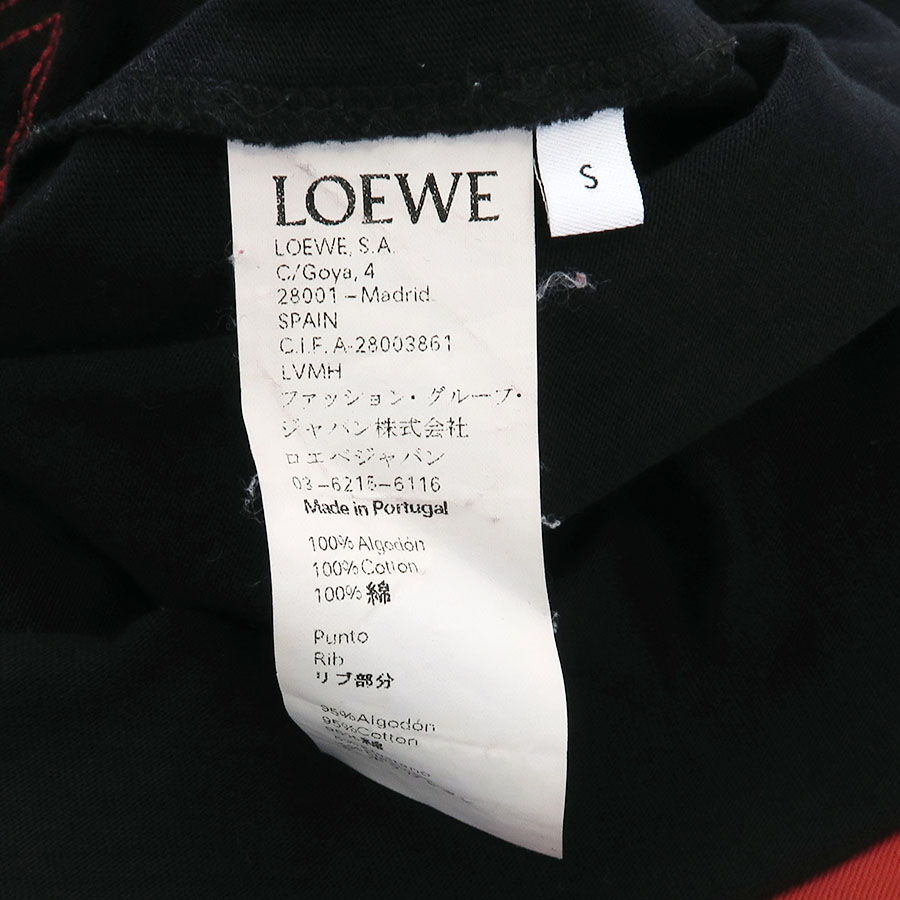 LOEWE
S
LOEWE, S.A.
C/Goya, 4
28001 – Madrid
SPAIN
C.I.F. A-28003861
LVMH
ファッション・グループ・
ジャパン株式会社
ロエベジャパン
03-6215-6116
Made in Portugal
100% Algodón
100% Cotton
100% 綿
Punto
Rib
リブ部分
95% Algodón
95% Cotton
95% 綿